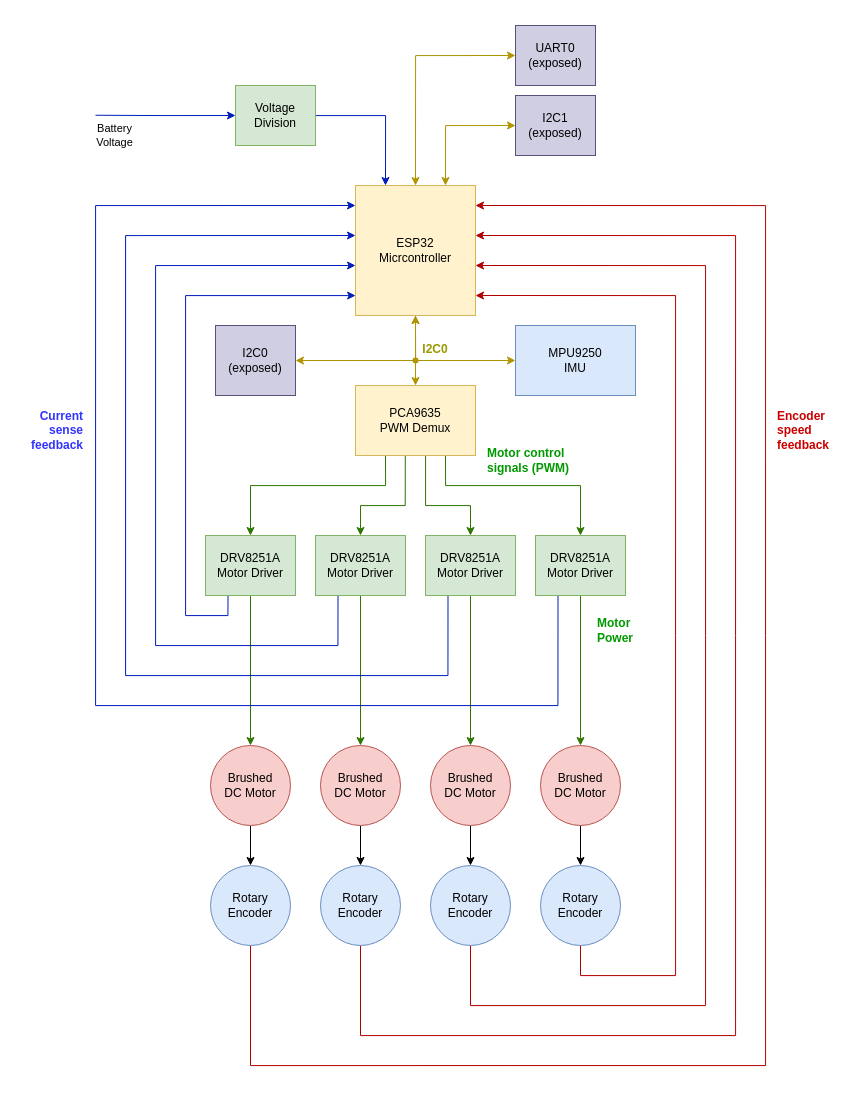 UART0
(exposed)
Voltage
Division
I2C1
(exposed)
Battery
Voltage
ESP32
Micrcontroller
I2C0
I2C0
(exposed)
MPU9250
IMU
PCA9635
PWM Demux
Current
sense
feedback
Encoder
speed
feedback
Motor control
signals (PWM)
DRV8251A
Motor Driver
DRV8251A
Motor Driver
DRV8251A
Motor Driver
DRV8251A
Motor Driver
Motor
Power
Brushed
DC Motor
Brushed
DC Motor
Brushed
DC Motor
Brushed
DC Motor
Rotary
Encoder
Rotary
Encoder
Rotary
Encoder
Rotary
Encoder